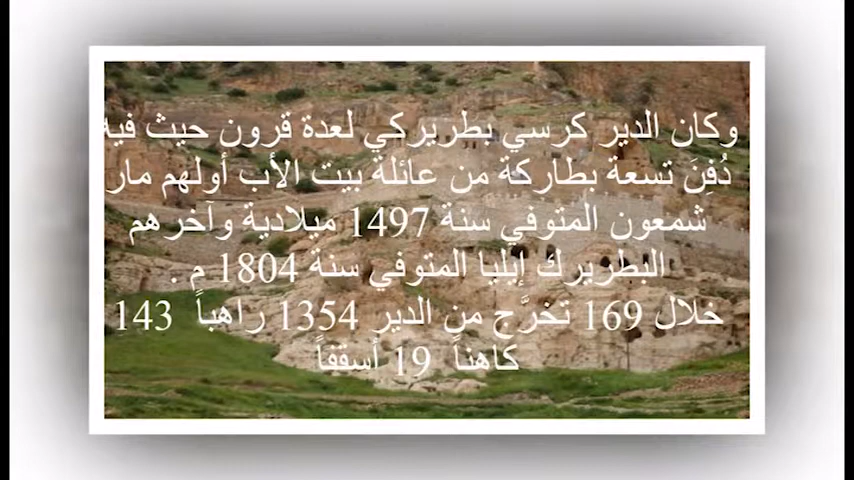 وكان الدير كرسي بطريركي لعدة قرون حيث فيه
دُفِنَ تسعة بطاركة من عائلة بيت الأب أولهم مار
شمعون المتوفي سنة 1497 ميلادية وآخرهم
البطريرك إيليا المتوفي سنة 1804 م .
خلال 169 تخرَّج من الدير 1354 راهباً 143
كاهناً 19 أسقفاً